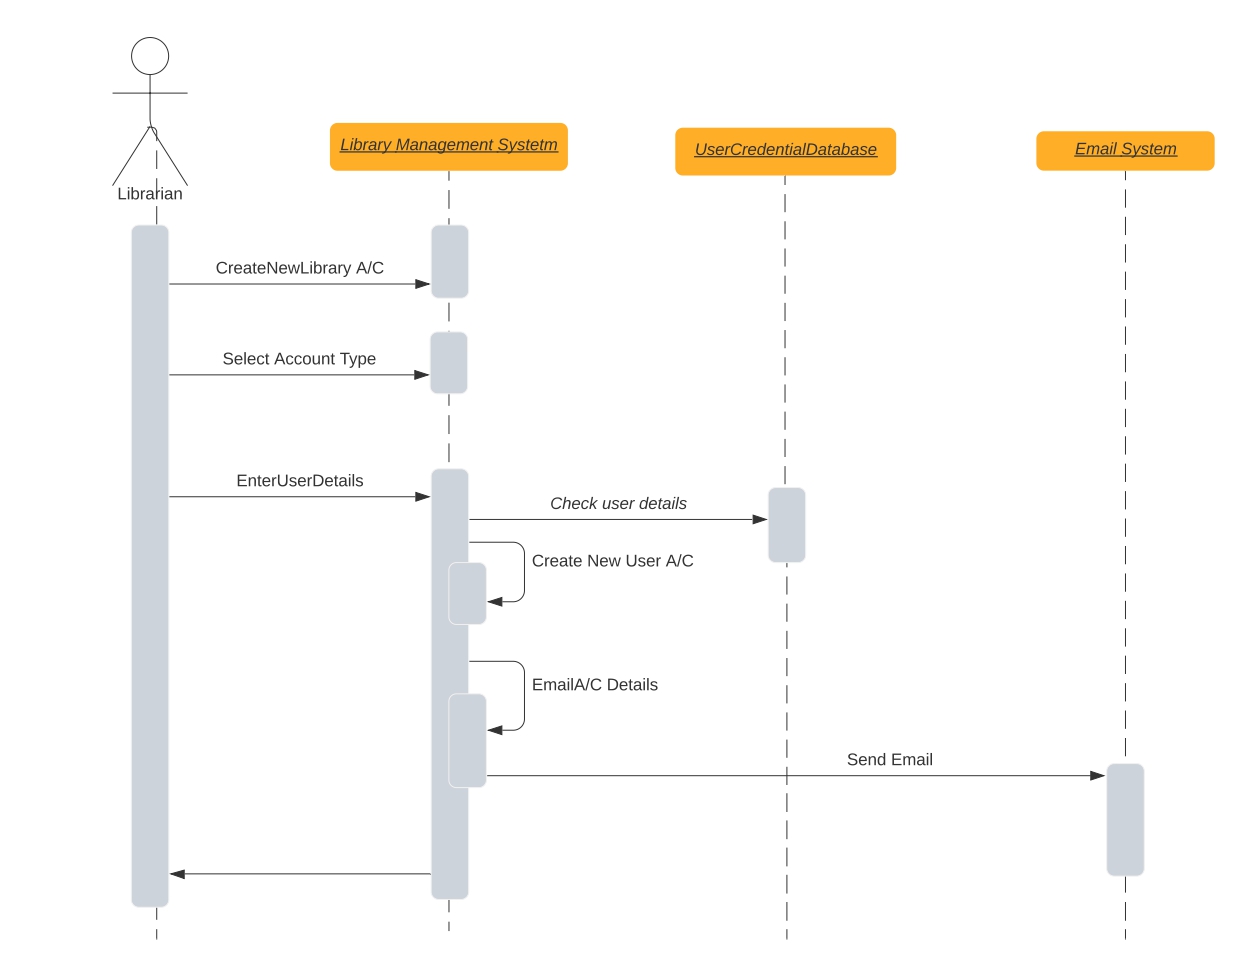 Library Management Systetm
UserCredentialDatabase
Email System
Librarian
CreateNewLibrary A/C
Select Account Type
EnterUserDetails
Check user details
Create New User A/C
EmailA/C Details
Send Email